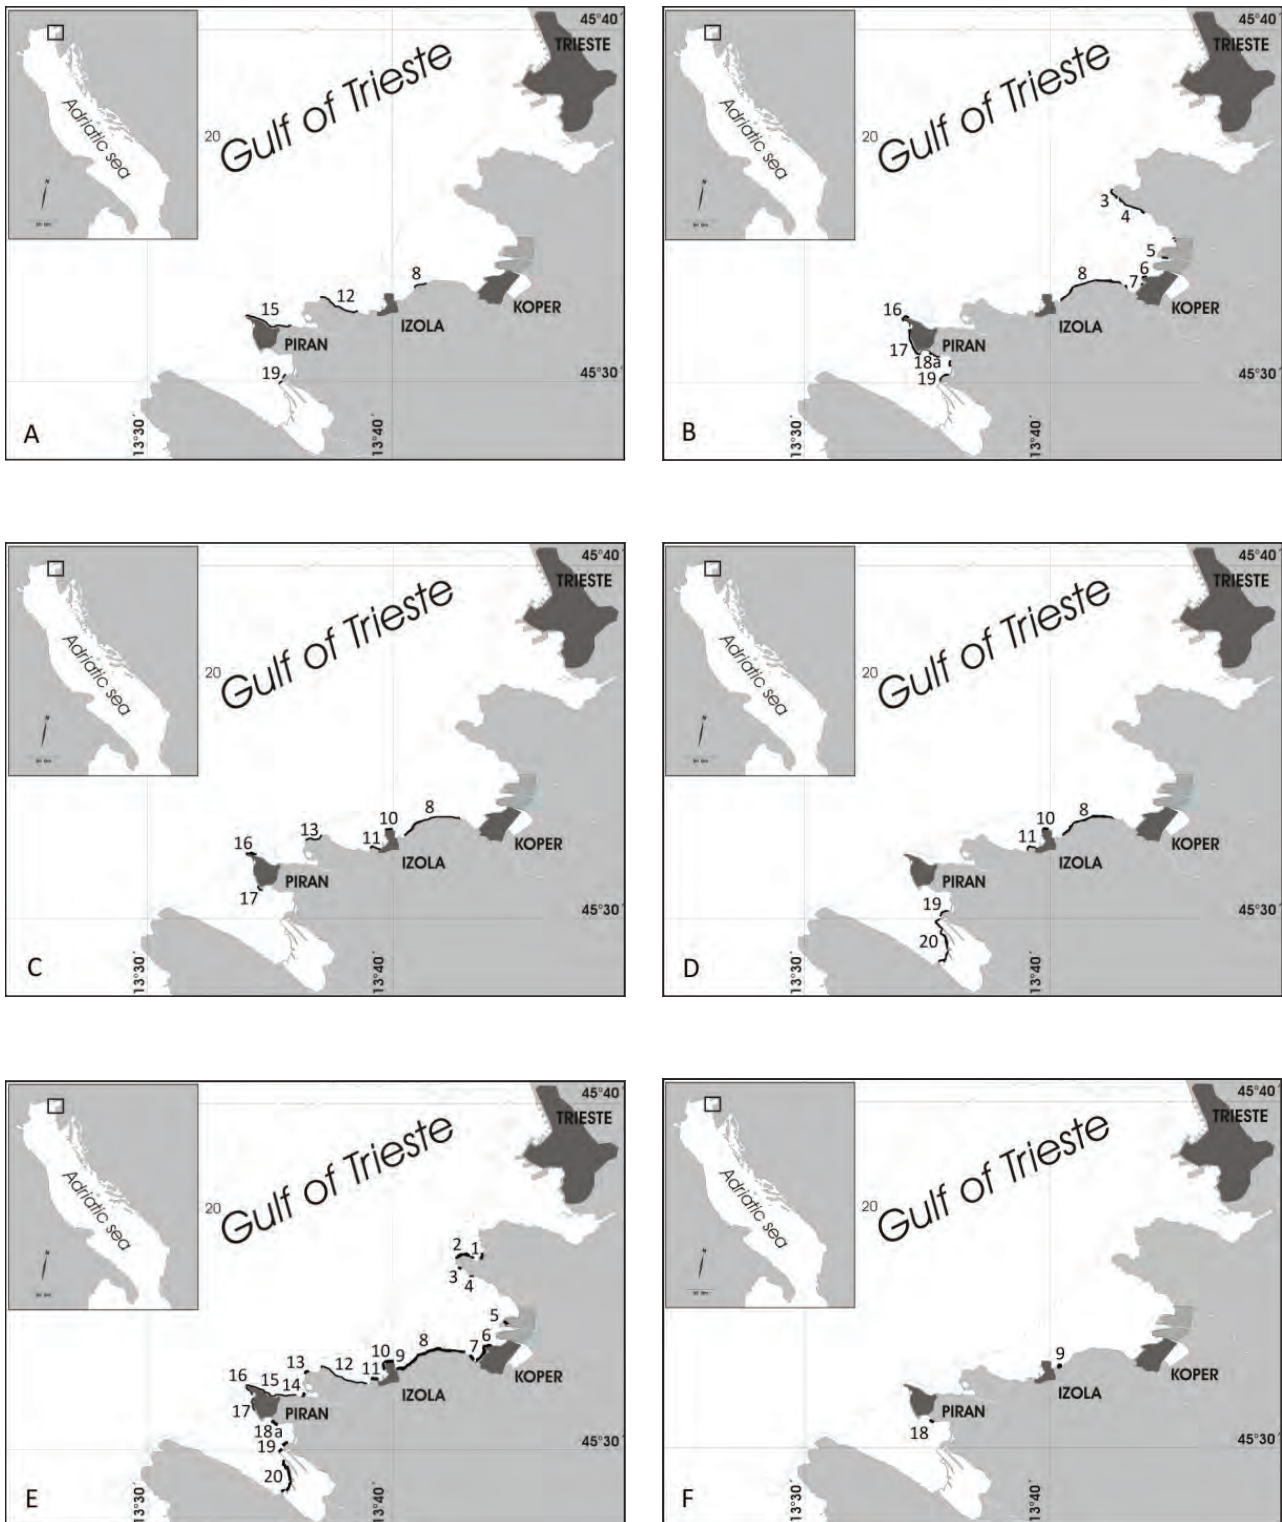 45°40´
TRIESTE
Gulf of Trieste
20
Adriatic sea
N
8
12
15
KOPER
IZOLA
PIRAN
19
45°30´
13°30´
13°40´
A
45°40´
TRIESTE
Gulf of Trieste
20
Adriatic sea
N
3
4
5
6
7
8
KOPER
IZOLA
16
PIRAN
17
18a
19
45°30´
13°30´
13°40´
B
45°40´
TRIESTE
Gulf of Trieste
20
Adriatic sea
N
8
10
13
11
KOPER
IZOLA
16
PIRAN
17
45°30´
13°30´
13°40´
C
45°40´
TRIESTE
Gulf of Trieste
20
Adriatic sea
N
8
10
11
KOPER
IZOLA
PIRAN
19
20
45°30´
13°30´
13°40´
D
45°40´
TRIESTE
Gulf of Trieste
20
Adriatic sea
N
2
1
3
4
5
6
7
8
9
10
11
12
13
KOPER
IZOLA
16
15
14
17
PIRAN
18a
19
20
45°30´
13°30´
13°40´
E
45°40´
TRIESTE
Gulf of Trieste
20
Adriatic sea
N
9
KOPER
IZOLA
PIRAN
18
45°30´
13°30´
13°40´
F